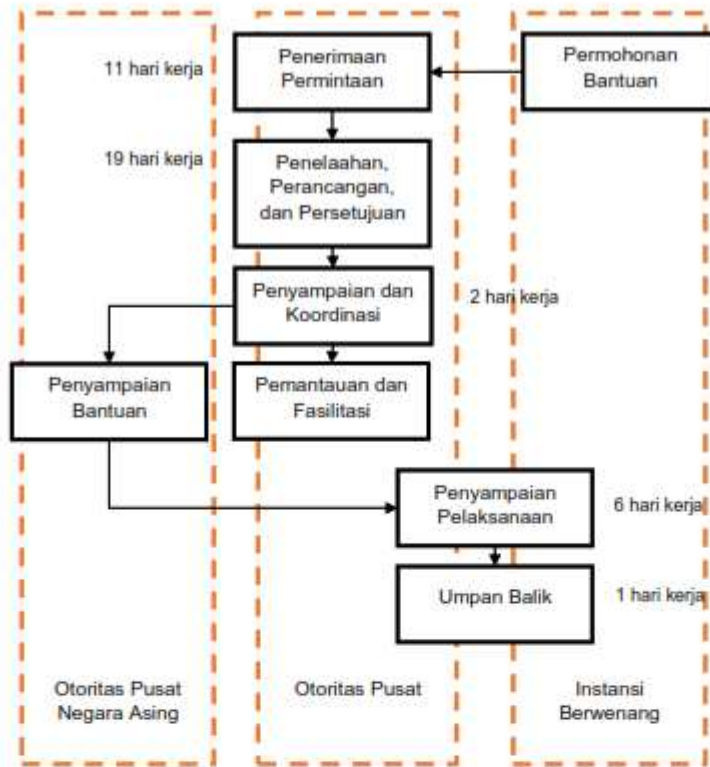 11 hari kerja
Penerimaan
Permintaan
Permohonan
Bantuan
19 hari kerja
Penelaahan,
Perancangan,
dan Persetujuan
Penyampaian dan
Koordinasi
2 hari kerja
Penyampaian
Bantuan
Pemantauan dan
Fasilitasi
Penyampaian
Pelaksanaan
6 hari kerja
Umpan Balik
1 hari kerja
Otoritas Pusat
Negara Asing
Otoritas Pusat
Instansi
Berwenang